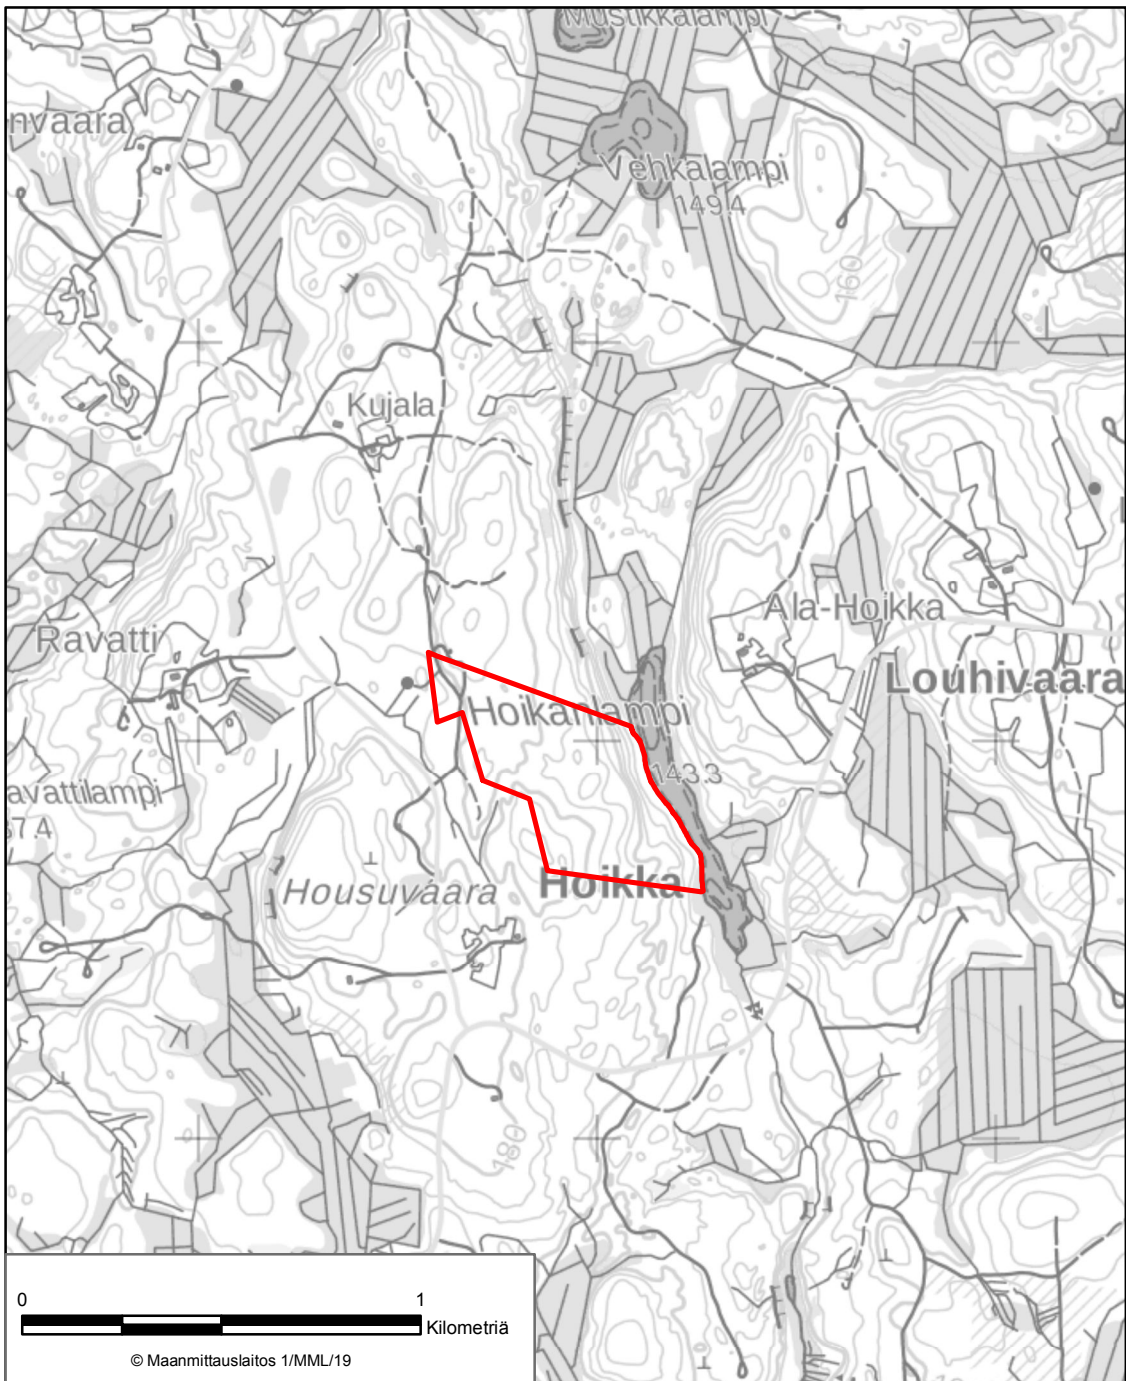 Mustikkalampi
nvaara
Vehkalampi
149.4
160
Kujala
Ala-Hoikka
Ravatti
Louhivaara
Hoikanlampi
143.3
avattilampi
37.4
Housuvaara
Hoikka
180
0 1
Kilometriä
© Maanmittauslaitos 1/MML/19